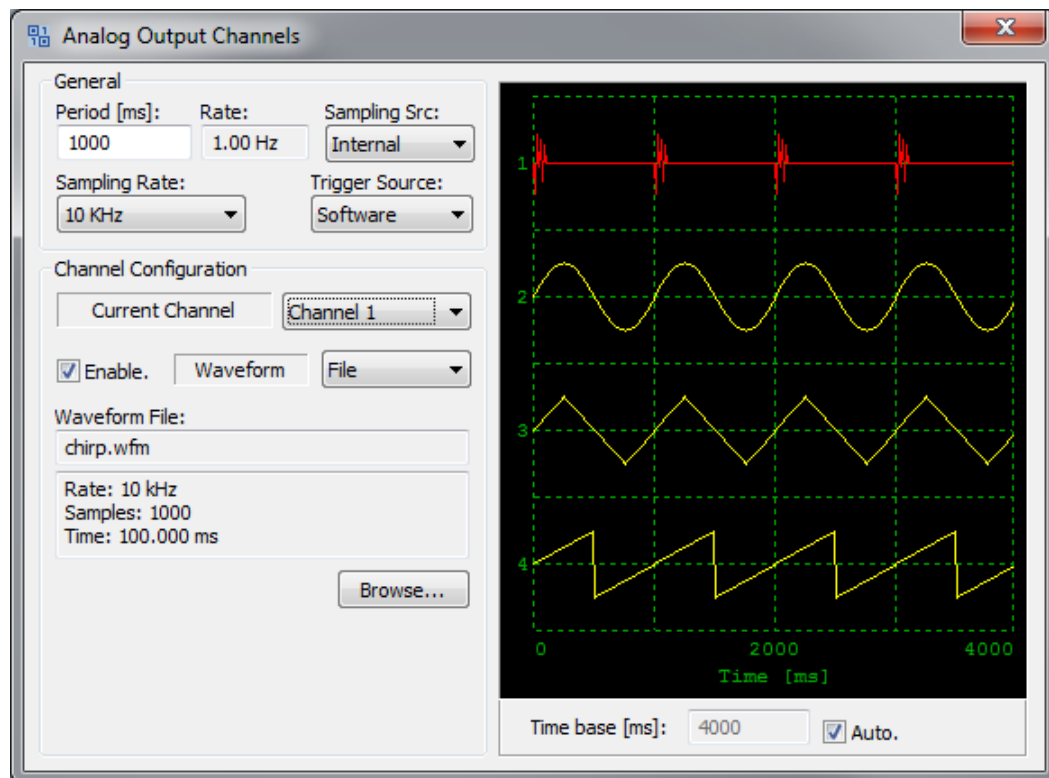 Analog Output Channels
General
Period [ms]: Rate: Sampling Src:
1000 1.00 Hz Internal
Sampling Rate: Trigger Source:
10 KHz Software
Channel Configuration
Current Channel Channel 1
Enable. Waveform File
Waveform File:
chirp.wfm
Rate: 10 kHz
Samples: 1000
Time: 100.000 ms
Browse...
1
2
3
4
0 2000 4000
Time [ms]
Time base [ms]: 4000 Auto.